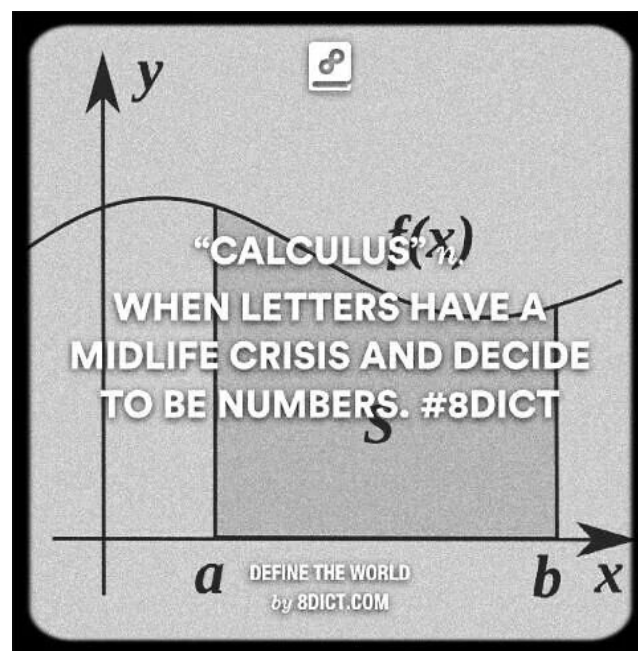 y
f(x)
“CALCULUS” n.
WHEN LETTERS HAVE A
MIDLIFE CRISIS AND DECIDE
TO BE NUMBERS. #8DICT
S
a
b
x
DEFINE THE WORLD
by 8DICT.COM